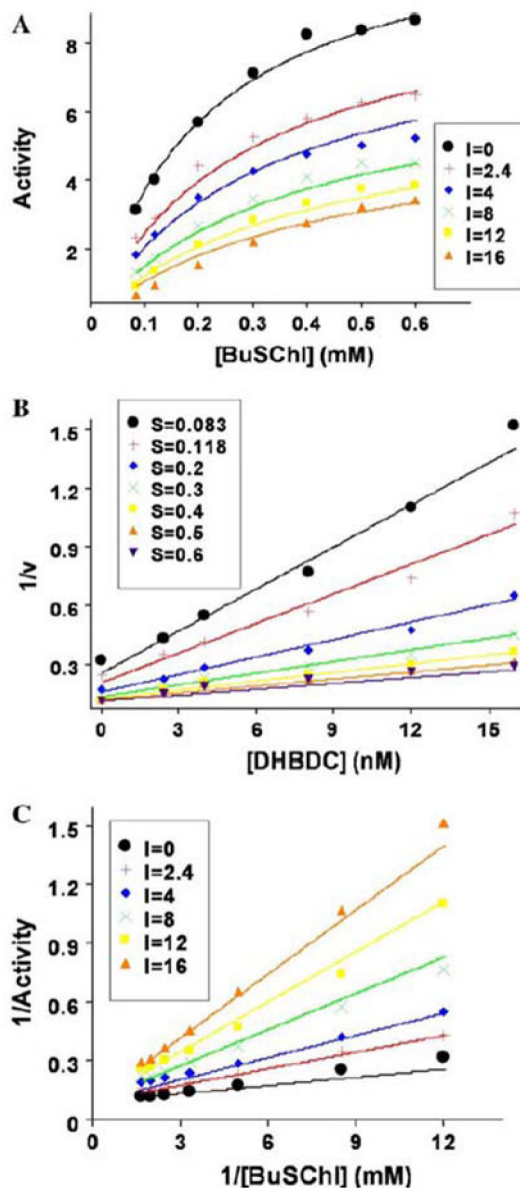 A
Activity
8
6
4
2
0 0.1 0.2 0.3 0.4 0.5 0.6
[BuSChI] (mM)
I=0
I=2.4
I=4
I=8
I=12
I=16
B
1/v
1.5
1.2
0.9
0.6
0.3
0 3 6 9 12 15
[DHBDC] (nM)
S=0.083
S=0.118
S=0.2
S=0.3
S=0.4
S=0.5
S=0.6
C
1/Activity
1.5
1.2
0.9
0.6
0.3
0
0 3 6 9 12
1/[BuSChI] (mM)
I=0
I=2.4
I=4
I=8
I=12
I=16